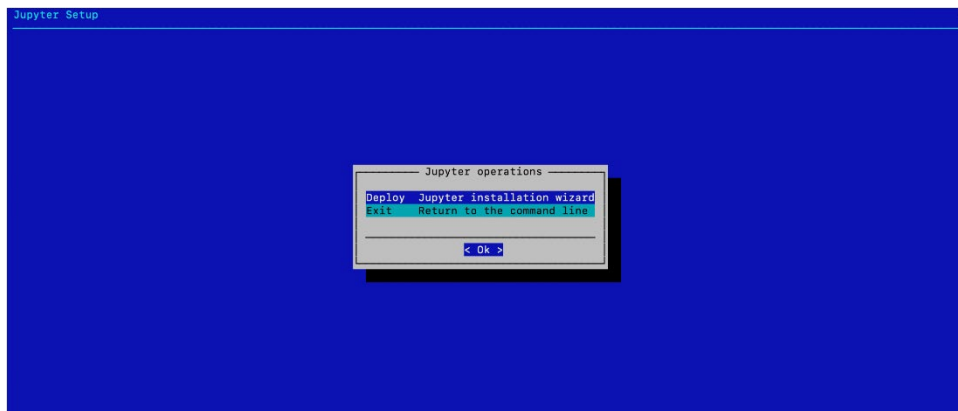 Jupyter Setup
Jupyter operations
Deploy Jupyter installation wizard
Exit Return to the command line
< Ok >